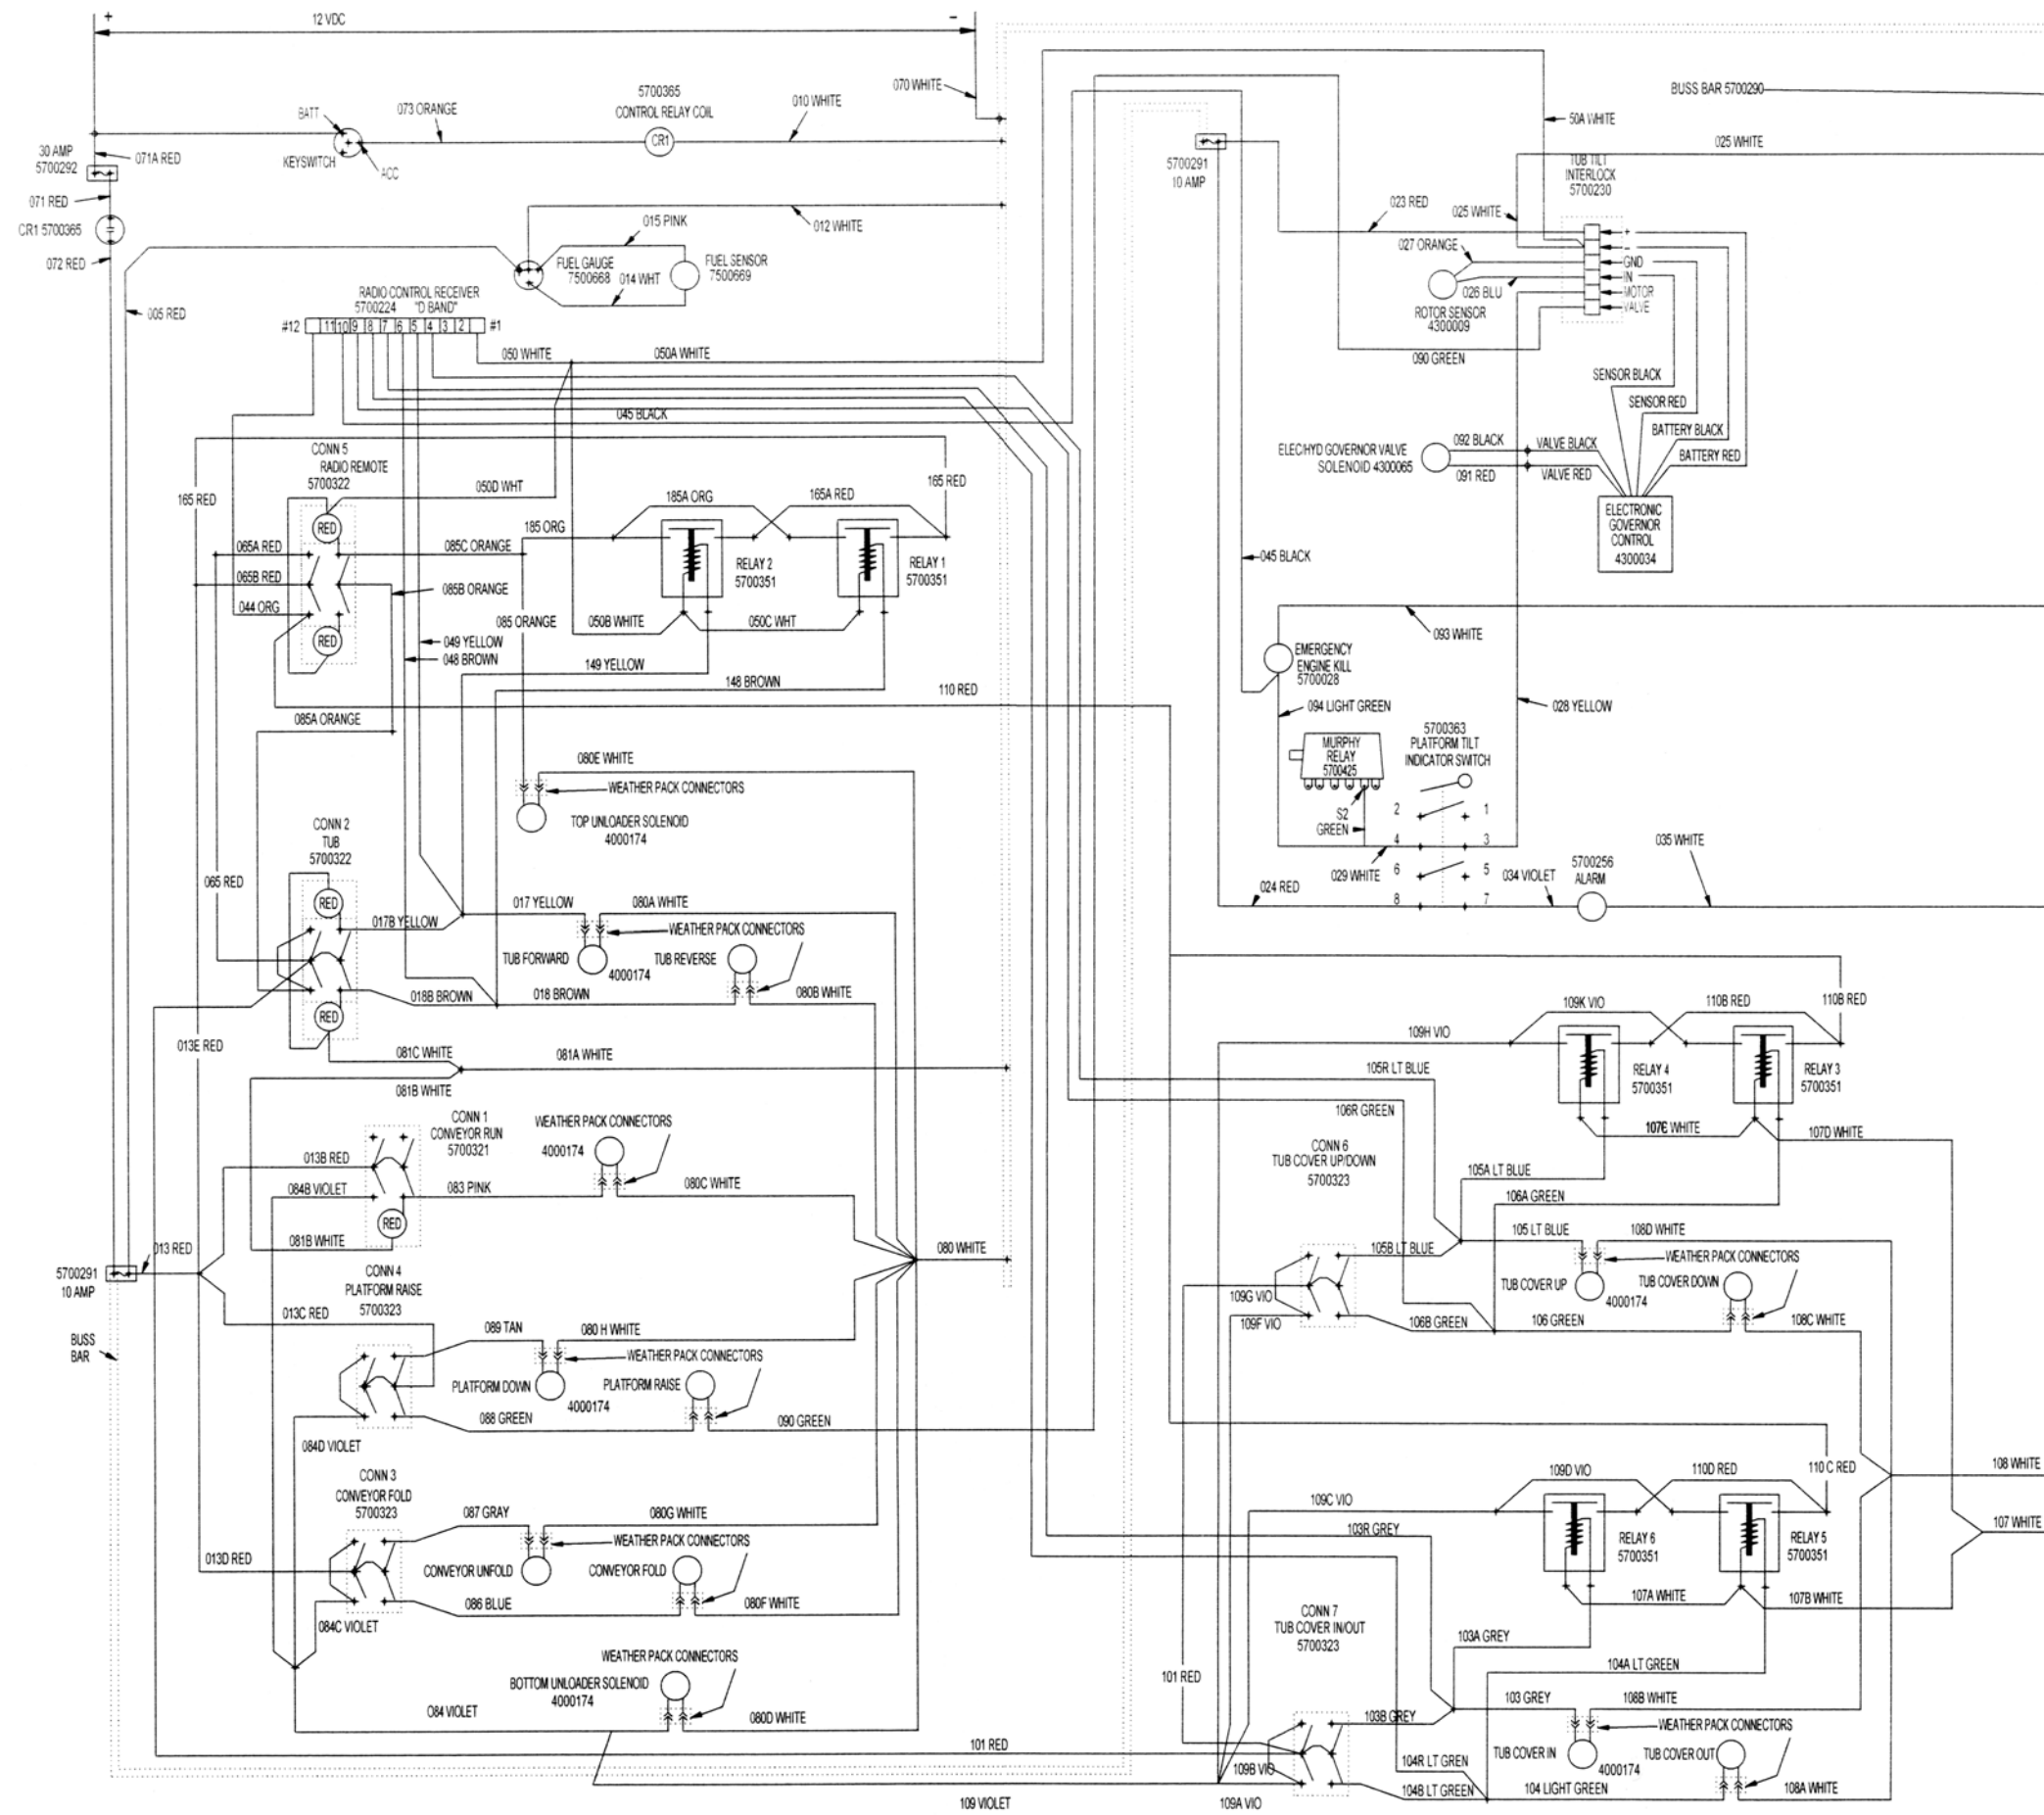 +
12 VDC
−
070 WHITE
BUSS BAR 5700290
BATT
073 ORANGE
5700365
CONTROL RELAY COIL
CR1
010 WHITE
50A WHITE
025 WHITE
30 AMP
5700292
071A RED
KEYSWITCH
ACC
5700291
10 AMP
TUB TILT
INTERLOCK
5700230
071 RED
CR1 5700365
072 RED
015 PINK
012 WHITE
023 RED
025 WHITE
027 ORANGE
+
−
GND
IN
MOTOR
VALVE
FUEL GAUGE
7500668
014 WHT
FUEL SENSOR
7500669
026 BLU
ROTOR SENSOR
4300009
005 RED
RADIO CONTROL RECEIVER
5700224 "D BAND"
#12 11 10 9 8 7 6 5 4 3 2 #1
050 WHITE
050A WHITE
090 GREEN
SENSOR BLACK
SENSOR RED
BATTERY BLACK
BATTERY RED
045 BLACK
ELEC/HYD GOVERNOR VALVE
SOLENOID 4300065
092 BLACK
VALVE BLACK
091 RED
VALVE RED
ELECTRONIC
GOVERNOR
CONTROL
4300034
CONN 5
RADIO REMOTE
5700322
165 RED
050D WHT
185A ORG
165A RED
165 RED
RED
185 ORG
065A RED
085C ORANGE
RELAY 2
5700351
RELAY 1
5700351
045 BLACK
065B RED
085B ORANGE
044 ORG
085 ORANGE
050B WHITE
050C WHT
RED
049 YELLOW
048 BROWN
149 YELLOW
148 BROWN
110 RED
093 WHITE
EMERGENCY
ENGINE KILL
5700028
094 LIGHT GREEN
028 YELLOW
085A ORANGE
MURPHY
RELAY
5700425
5700363
PLATFORM TILT
INDICATOR SWITCH
080E WHITE
WEATHER PACK CONNECTORS
TOP UNLOADER SOLENOID
4000174
S2
GREEN
2 1
4 3
6 5
8 7
029 WHITE
024 RED
034 VIOLET
5700256
ALARM
035 WHITE
CONN 2
TUB
5700322
065 RED
RED
017B YELLOW
017 YELLOW
080A WHITE
WEATHER PACK CONNECTORS
TUB FORWARD
4000174
TUB REVERSE
018B BROWN
018 BROWN
080B WHITE
RED
013E RED
081C WHITE
081A WHITE
081B WHITE
109K VIO
110B RED
110B RED
109H VIO
RELAY 4
5700351
RELAY 3
5700351
105R LT BLUE
106R GREEN
107E WHITE
107D WHITE
CONN 1
CONVEYOR RUN
5700321
WEATHER PACK CONNECTORS
4000174
013B RED
084B VIOLET
083 PINK
080C WHITE
RED
081B WHITE
CONN 6
TUB COVER UP/DOWN
5700323
105A LT BLUE
106A GREEN
105 LT BLUE
108D WHITE
105B LT BLUE
WEATHER PACK CONNECTORS
TUB COVER UP
4000174
TUB COVER DOWN
109G VIO
109F VIO
106B GREEN
106 GREEN
108C WHITE
013 RED
080 WHITE
5700291
10 AMP
CONN 4
PLATFORM RAISE
5700323
013C RED
BUSS
BAR
089 TAN
080 H WHITE
WEATHER PACK CONNECTORS
PLATFORM DOWN
4000174
PLATFORM RAISE
088 GREEN
090 GREEN
084D VIOLET
CONN 3
CONVEYOR FOLD
5700323
087 GRAY
080G WHITE
WEATHER PACK CONNECTORS
013D RED
CONVEYOR UNFOLD
CONVEYOR FOLD
086 BLUE
080F WHITE
084C VIOLET
109D VIO
110D RED
110 C RED
108 WHITE
109C VIO
103R GREY
RELAY 6
5700351
RELAY 5
5700351
107 WHITE
107A WHITE
107B WHITE
CONN 7
TUB COVER IN/OUT
5700323
103A GREY
104A LT GREEN
WEATHER PACK CONNECTORS
BOTTOM UNLOADER SOLENOID
4000174
084 VIOLET
080D WHITE
101 RED
101 RED
103 GREY
108B WHITE
103B GREY
WEATHER PACK CONNECTORS
TUB COVER IN
4000174
TUB COVER OUT
104R LT GREN
109B VIO
104B LT GREEN
104 LIGHT GREEN
108A WHITE
109 VIOLET
109A VIO